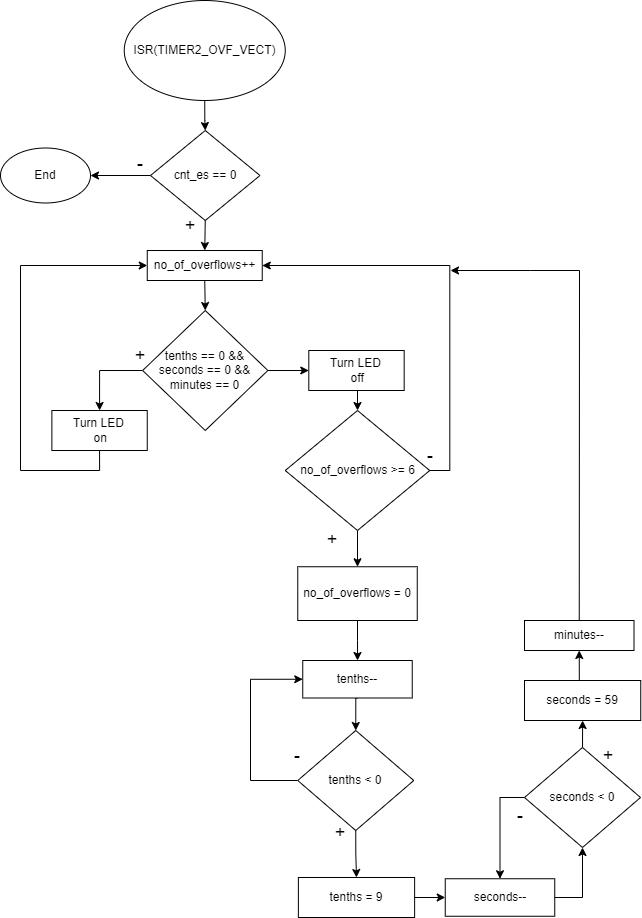 ISR(TIMER2_OVF_VECT)
-
End
cnt_es == 0
+
no_of_overflows++
+
tenths == 0 &&
seconds == 0 &&
minutes == 0
Turn LED
off
Turn LED
on
-
no_of_overflows >= 6
+
no_of_overflows = 0
minutes--
tenths--
seconds = 59
-
+
tenths < 0
seconds < 0
-
+
tenths = 9
seconds--